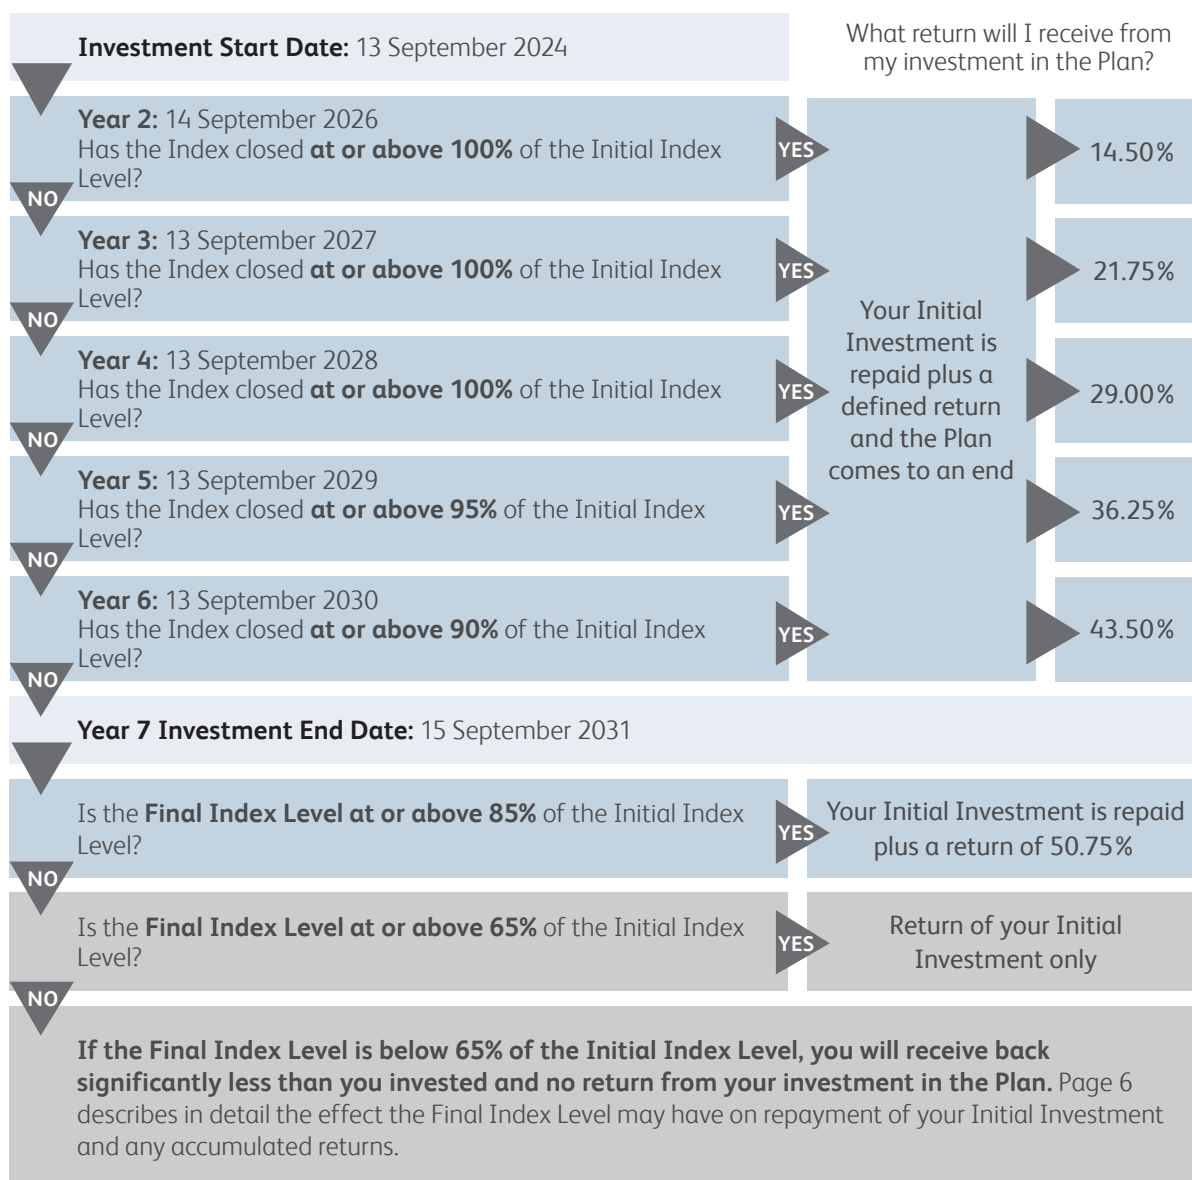 Investment Start Date: 13 September 2024
What return will I receive from
my investment in the Plan?
Year 2: 14 September 2026
Has the Index closed at or above 100% of the Initial Index
Level?
YES
14.50%
NO
Year 3: 13 September 2027
Has the Index closed at or above 100% of the Initial Index
Level?
YES
21.75%
NO
Year 4: 13 September 2028
Has the Index closed at or above 100% of the Initial Index
Level?
YES
29.00%
NO
Year 5: 13 September 2029
Has the Index closed at or above 95% of the Initial Index
Level?
YES
36.25%
NO
Year 6: 13 September 2030
Has the Index closed at or above 90% of the Initial Index
Level?
YES
43.50%
NO
Your Initial
Investment is
repaid plus a
defined return
and the Plan
comes to an end
Year 7 Investment End Date: 15 September 2031
Is the Final Index Level at or above 85% of the Initial Index
Level?
YES
Your Initial Investment is repaid
plus a return of 50.75%
NO
Is the Final Index Level at or above 65% of the Initial Index
Level?
YES
Return of your Initial
Investment only
NO
If the Final Index Level is below 65% of the Initial Index Level, you will receive back
significantly less than you invested and no return from your investment in the Plan. Page 6
describes in detail the effect the Final Index Level may have on repayment of your Initial Investment
and any accumulated returns.